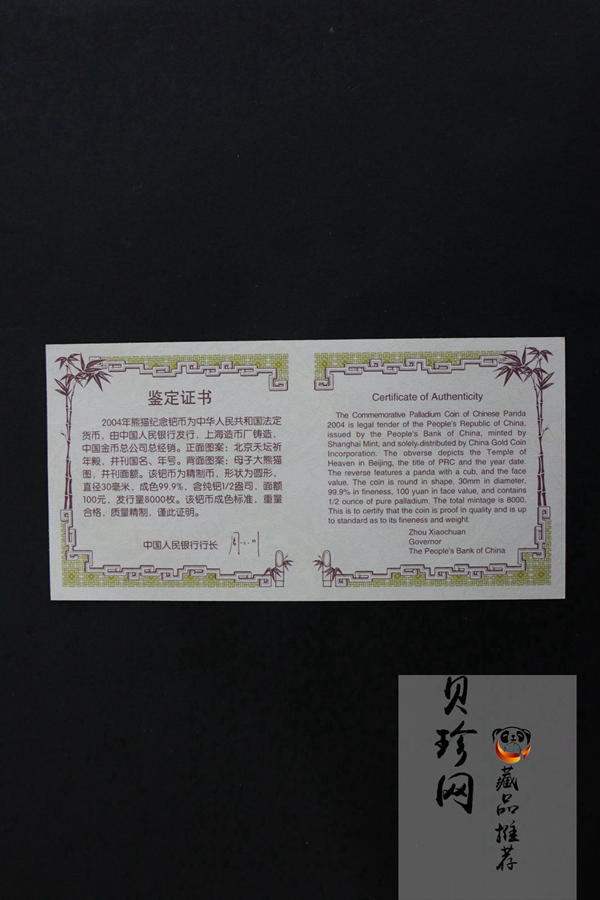 鉴定证书
2004年熊猫纪念钯币为中华人民共和国法定
货币，由中国人民银行发行，上海造币厂铸造，
中国金币总公司总经销。正面图案：北京天坛祈
年殿，并刊国名、年号。背面图案：母子大熊猫
图，并刊面额。该钯币为精制币，形状为圆形，
直径30毫米，成色99.9%，含纯钯1/2盎司，面额
100元，发行量8000枚。该钯币成色标准，重量
合格，质量精制，谨此证明。
中国人民银行行长
Certificate of Authenticity
The Commemorative Palladium Coin of Chinese Panda
2004 is legal tender of the People's Republic of China,
issued by the People's Bank of China, minted by
Shanghai Mint, and solely distributed by China Gold Coin
Incorporation. The obverse depicts the Temple of
Heaven in Beijing, the title of PRC and the year date.
The reverse features a panda with a cub, and the face
value. The coin is round in shape, 30mm in diameter,
99.9% in fineness, 100 yuan in face value, and contains
1/2 ounce of pure palladium. The total mintage is 8000.
This is to certify that the coin is proof in quality and is up
to standard as to its fineness and weight.
Zhou Xiaochuan
Governor
The People's Bank of China
贝珍网
藏品推荐